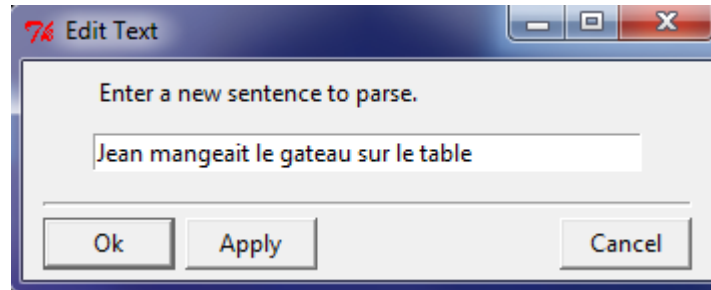 Edit Text
Enter a new sentence to parse.
Jean mangeait le gateau sur le table
Ok Apply Cancel